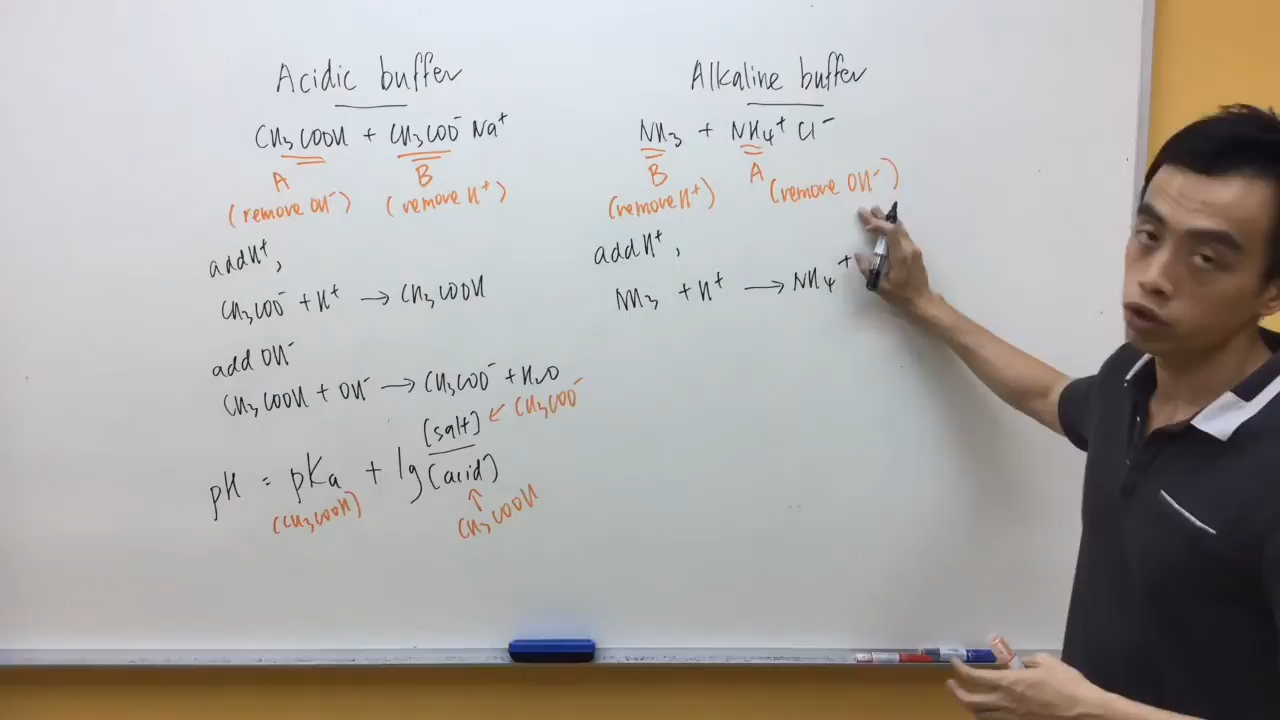 Acidic buffer
CH₃COOH + CH₃COO⁻ Na⁺
A B
(remove OH⁻) (remove H⁺)
add H⁺,
CH₃COO⁻ + H⁺ → CH₃COOH
add OH⁻
CH₃COOH + OH⁻ → CH₃COO⁻ + H₂O
[salt] ← CH₃COO⁻
pH = pKa + lg [acid]
(CH₃COOH) ↑
CH₃COOH
Alkaline buffer
NH₃ + NH₄⁺ Cl⁻
B A
(remove H⁺) (remove OH⁻)
add H⁺,
NH₃ + H⁺ → NH₄⁺